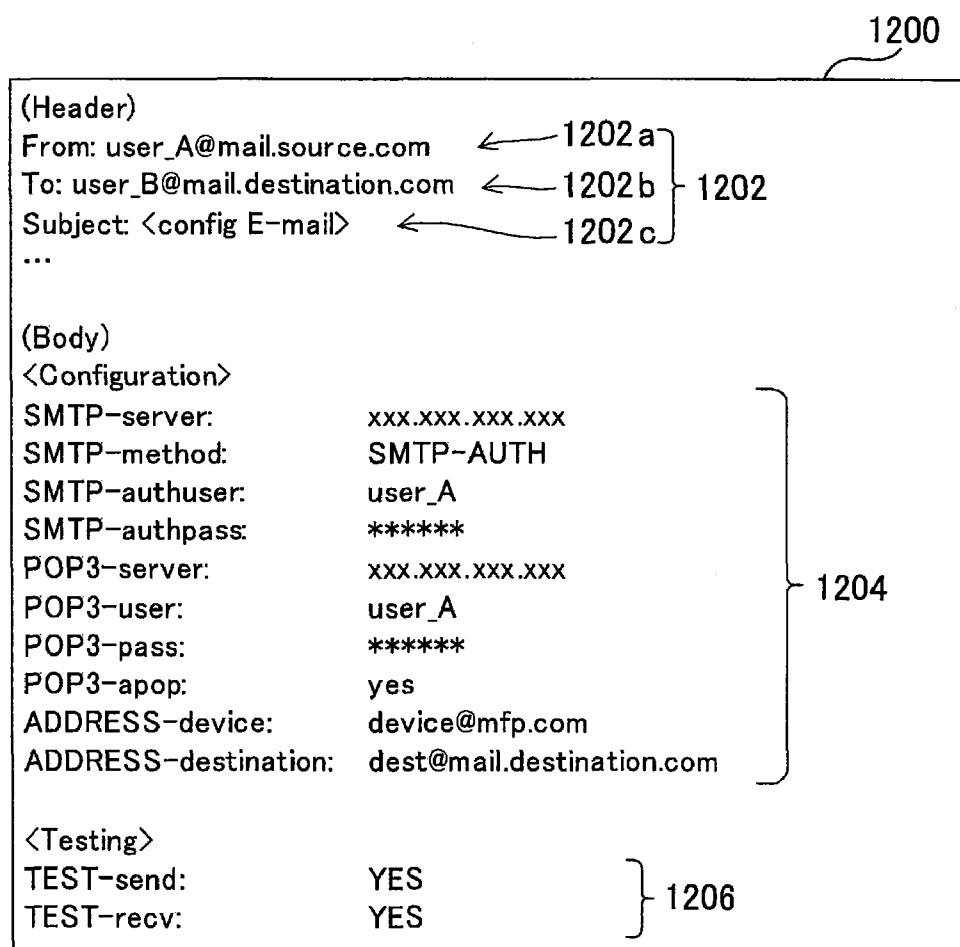 1200
(Header)
From: user_A@mail.source.com 1202a
To: user_B@mail.destination.com 1202b 1202
Subject: <config E-mail> 1202c
...
(Body)
<Configuration>
SMTP-server: xxx.xxx.xxx.xxx
SMTP-method: SMTP-AUTH
SMTP-authuser: user_A
SMTP-authpass: ******
POP3-server: xxx.xxx.xxx.xxx
POP3-user: user_A 1204
POP3-pass: ******
POP3-apop: yes
ADDRESS-device: device@mfp.com
ADDRESS-destination: dest@mail.destination.com
<Testing>
TEST-send: YES 1206
TEST-recv: YES